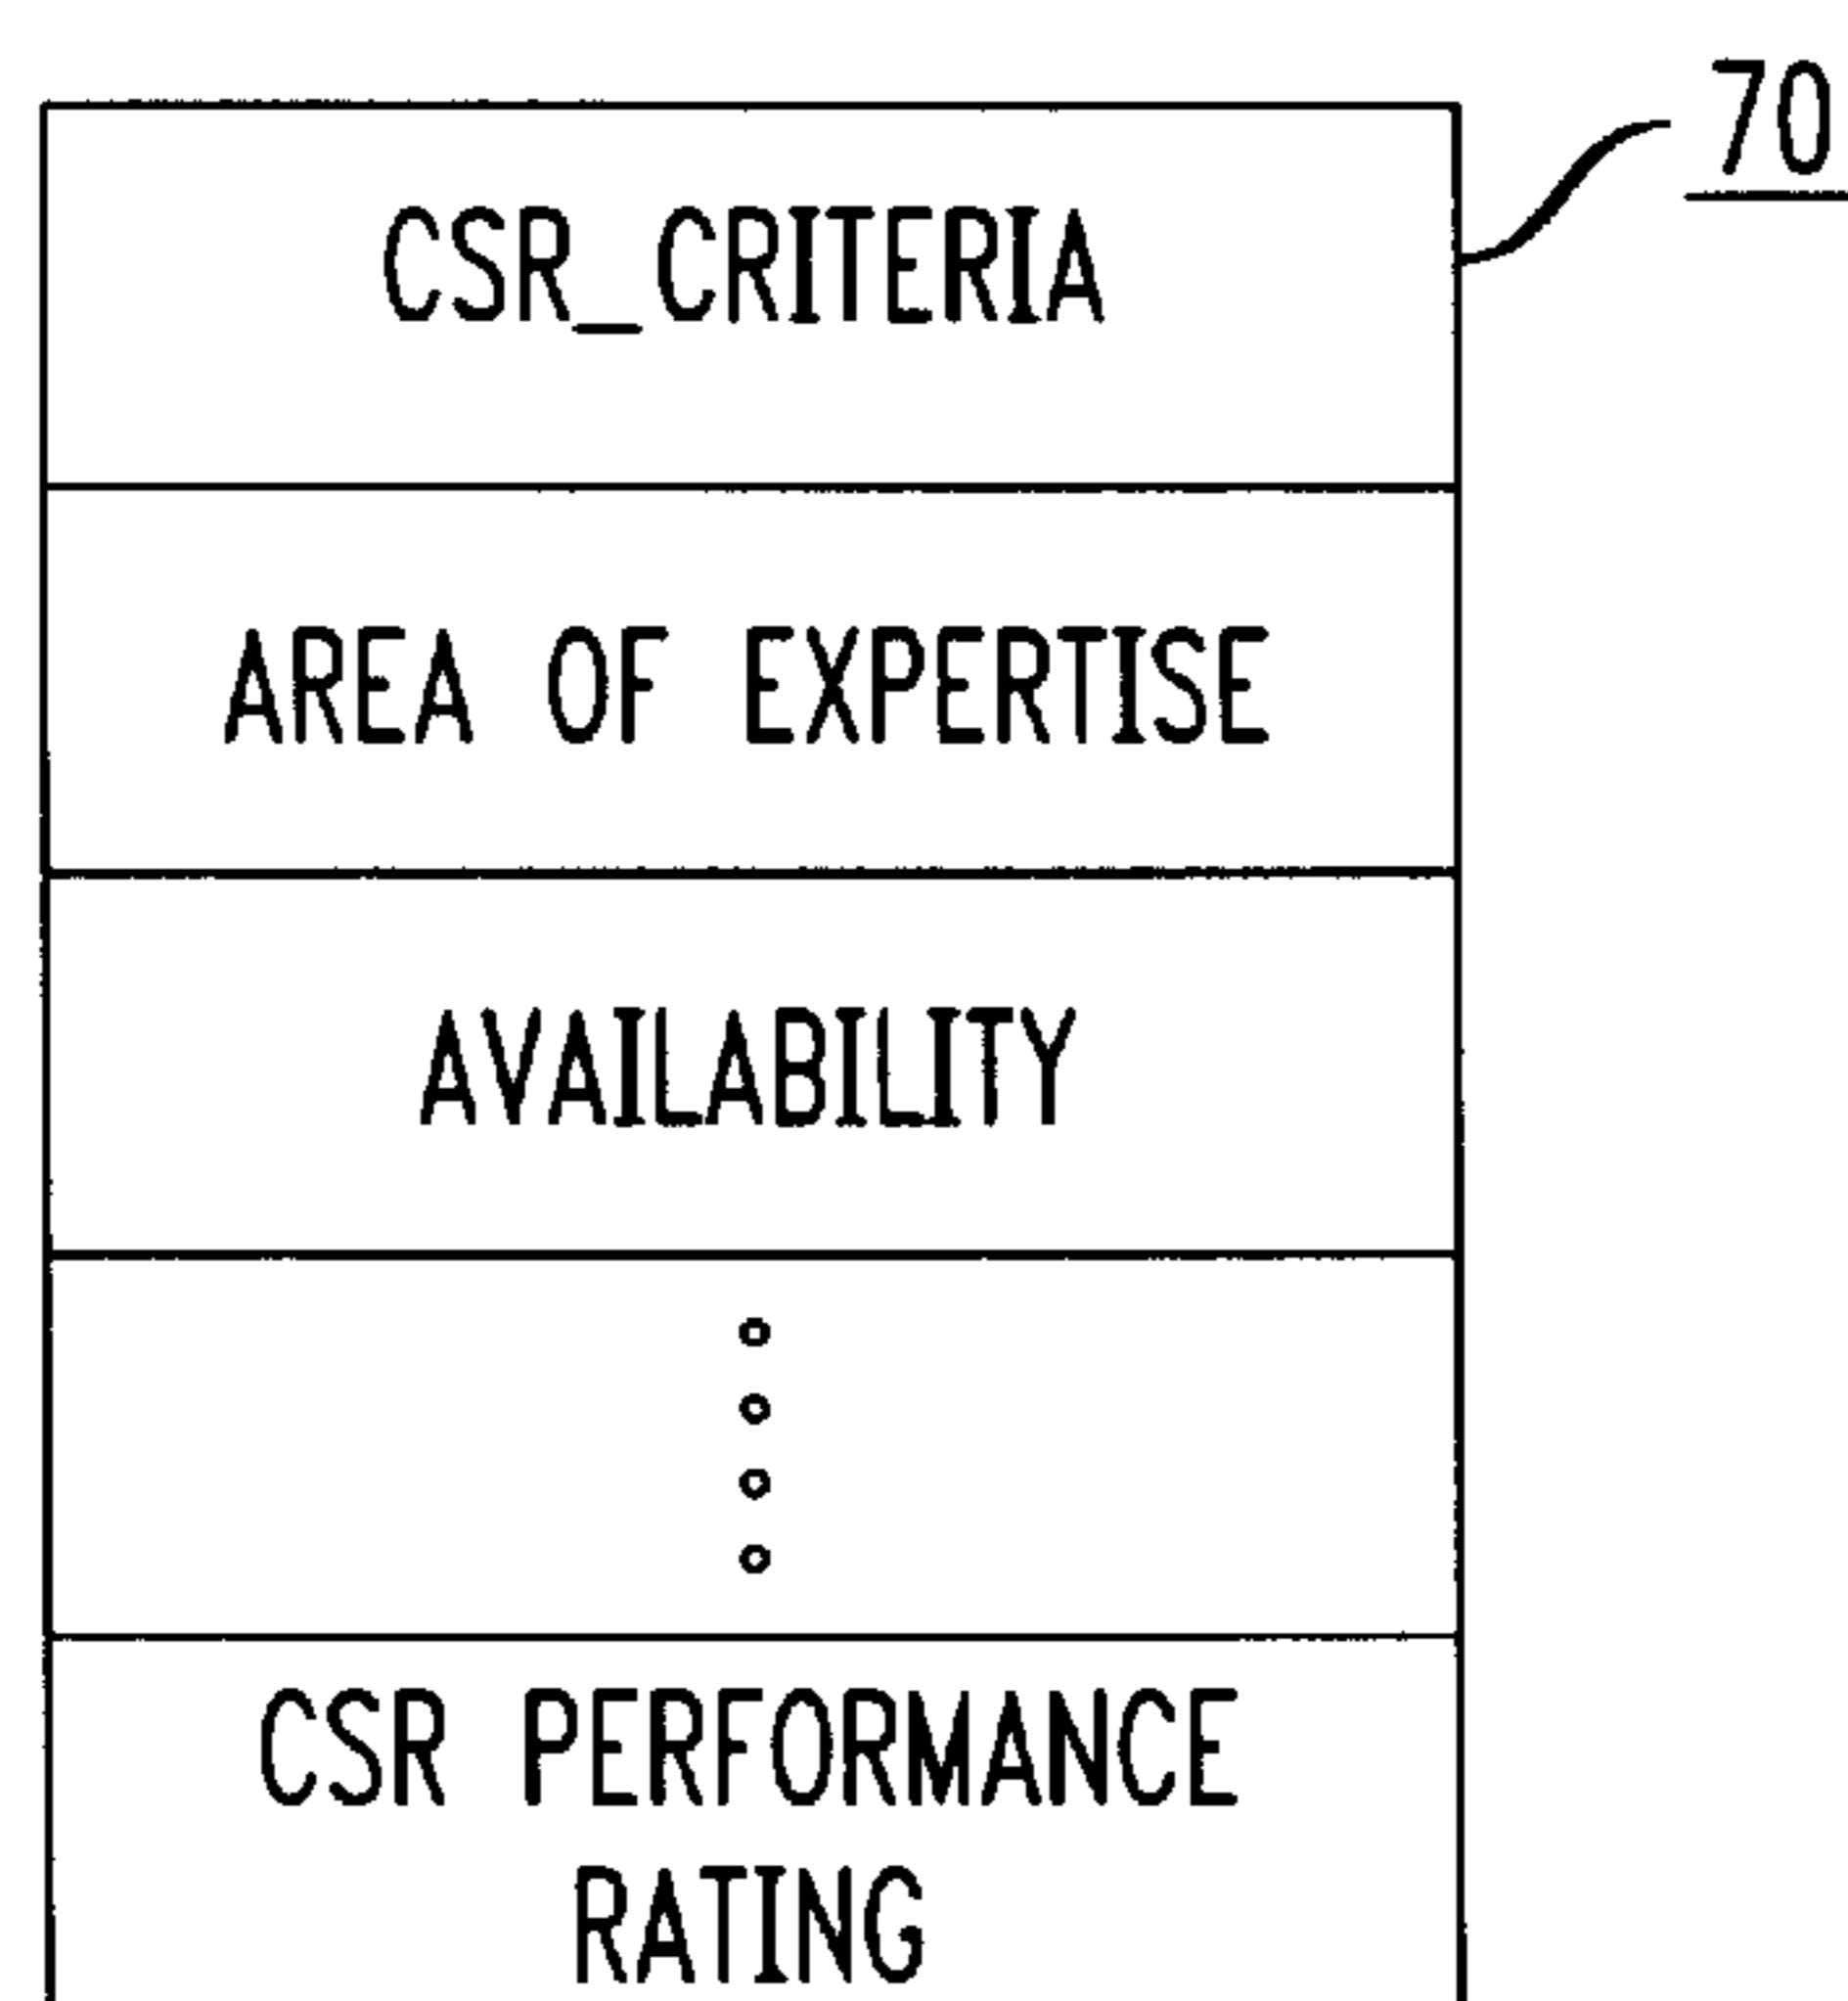 70
CSR_CRITERIA
AREA OF EXPERTISE
AVAILABILITY
CSR PERFORMANCE
RATING